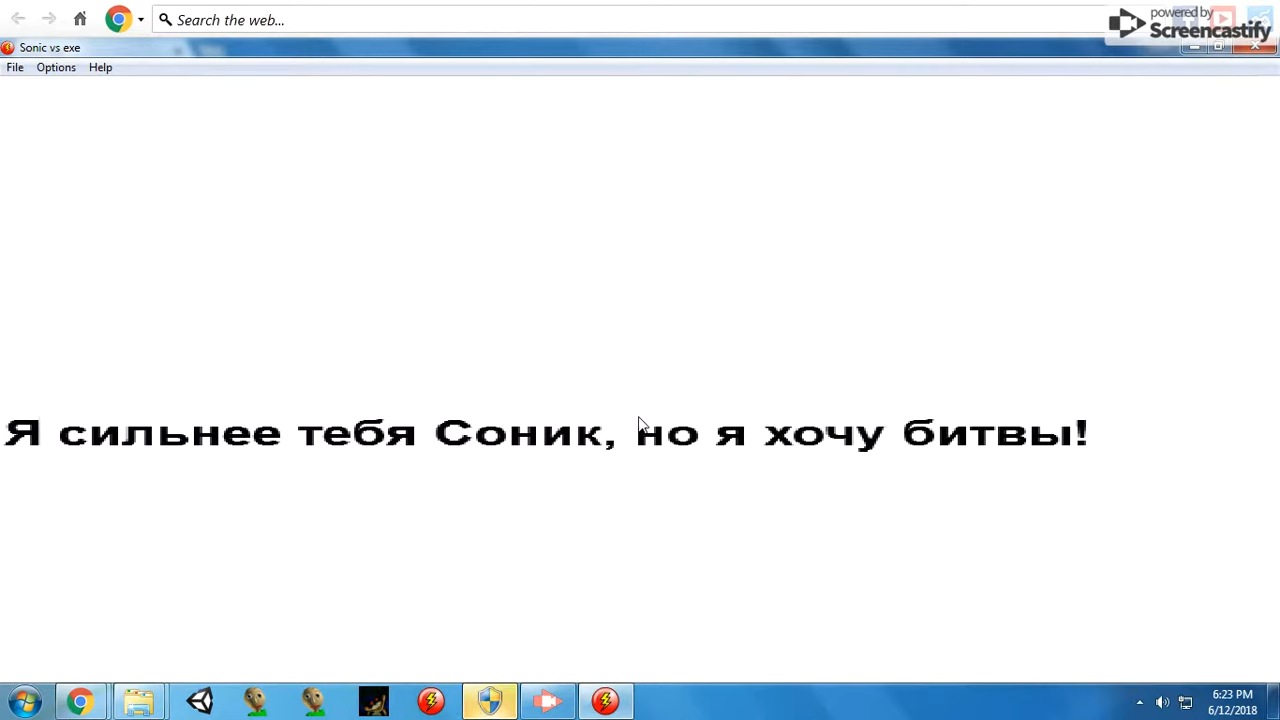 Search the web...
powered by
Screencastify
Sonic vs exe
File Options Help
Я сильнее тебя Соник, но я хочу битвы!
6:23 PM
6/12/2018